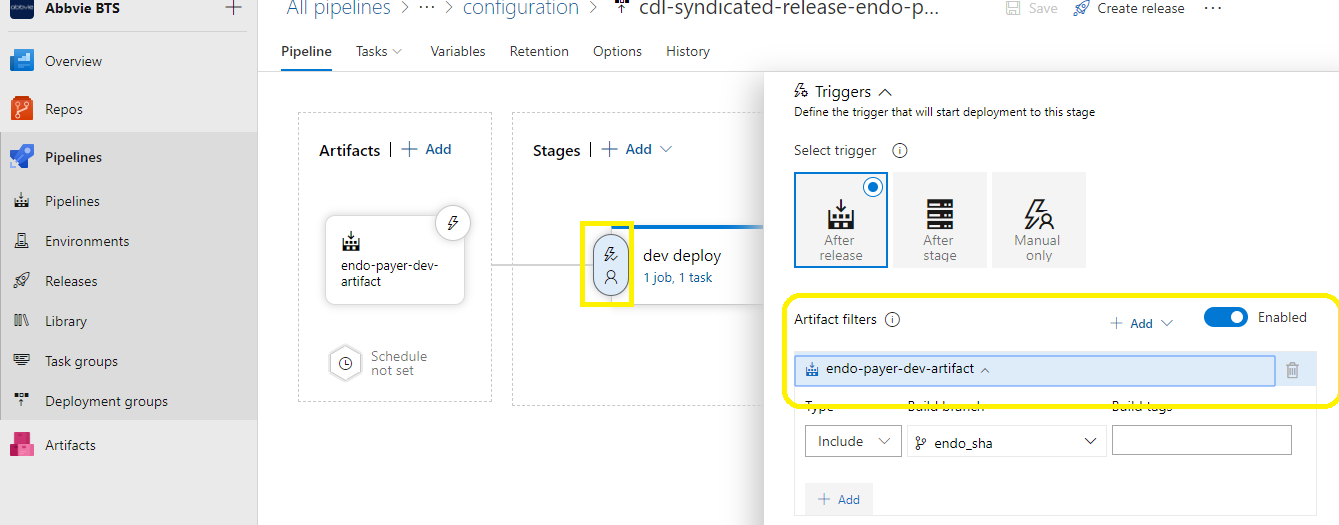 abbvie
Abbvie BTS
Overview
Repos
Pipelines
Pipelines
Environments
Releases
Library
Task groups
Deployment groups
Artifacts
All pipelines > ··· > configuration > cdl-syndicated-release-endo-p...
Save
Create release
···
Pipeline
Tasks
Variables
Retention
Options
History
Artifacts | + Add
Stages | + Add
endo-payer-dev-
artifact
Schedule
not set
dev deploy
1 job, 1 task
Triggers
Define the trigger that will start deployment to this stage
Select trigger
After
release
After
stage
Manual
only
Artifact filters
+ Add
Enabled
endo-payer-dev-artifact
Type
Build branch
Build tags
Include
endo_sha
+ Add